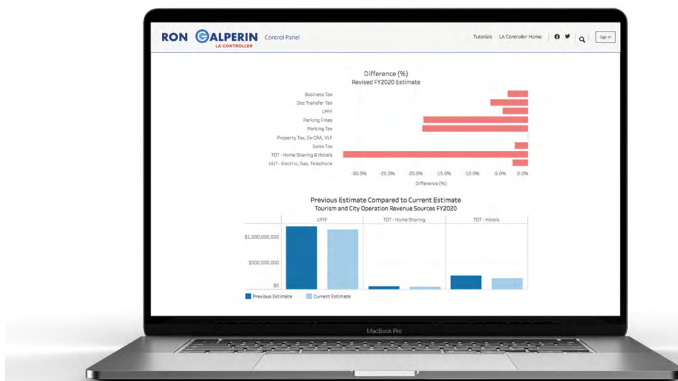 RON GALPERIN
LA CONTROLLER
Control Panel
Tutorials
LA Controller Home
Sign In
Difference (%)
Revised FY2020 Estimate
Business Tax
Doc Transfer Tax
UPFF
Parking Fines
Parking Tax
Property Tax, Ex-CRA, VLF
Sales Tax
TOT - Home Sharing & Hotels
UUT - Electric, Gas, Telephone
-30.0% -25.0% -20.0% -15.0% -10.0% -5.0% 0.0%
Difference (%)
Previous Estimate Compared to Current Estimate
Tourism and City Operation Revenue Sources FY2020
UPFF
TOT - Home Sharing
TOT - Hotels
$1,000,000,000
$500,000,000
$0
Previous Estimate
Current Estimate
MacBook Pro